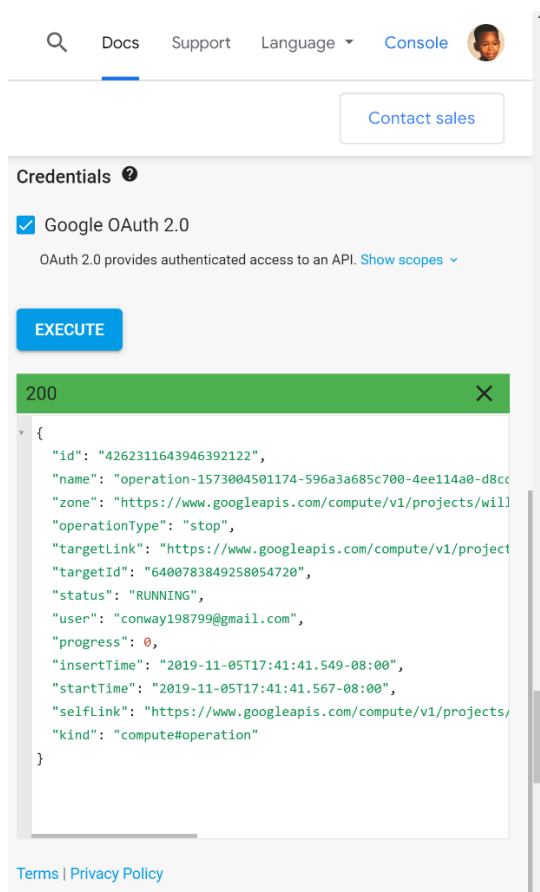 Docs Support Language Console
Contact sales
Credentials
Google OAuth 2.0
OAuth 2.0 provides authenticated access to an API. Show scopes
EXECUTE
200
{
"id": "4262311643946392122",
"name": "operation-1573004501174-596a3a685c700-4ee114a0-d8cd
"zone": "https://www.googleapis.com/compute/v1/projects/will
"operationType": "stop",
"targetLink": "https://www.googleapis.com/compute/v1/project
"targetId": "6400783849258054720",
"status": "RUNNING",
"user": "conway198799@gmail.com",
"progress": 0,
"insertTime": "2019-11-05T17:41:41.549-08:00",
"startTime": "2019-11-05T17:41:41.567-08:00",
"selfLink": "https://www.googleapis.com/compute/v1/projects/
"kind": "compute#operation"
}
Terms | Privacy Policy